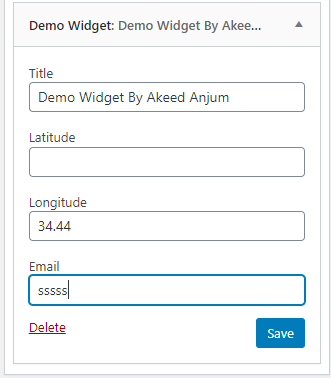 Demo Widget: Demo Widget By Akee...
Title
Demo Widget By Akeed Anjum
Latitude
Longitude
34.44
Email
sssss
Delete
Save